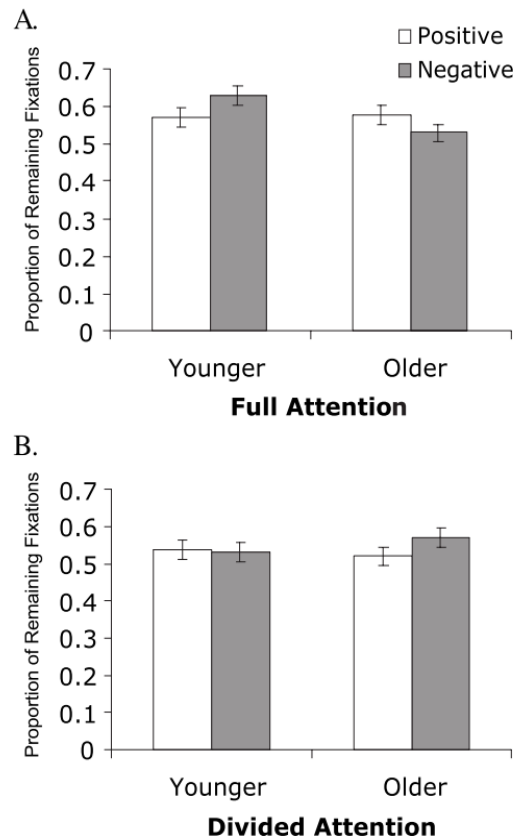 A.
Positive
Negative
Proportion of Remaining Fixations
0.7
0.6
0.5
0.4
0.3
0.2
0.1
0
Younger Older
Full Attention
B.
Proportion of Remaining Fixations
0.7
0.6
0.5
0.4
0.3
0.2
0.1
0
Younger Older
Divided Attention